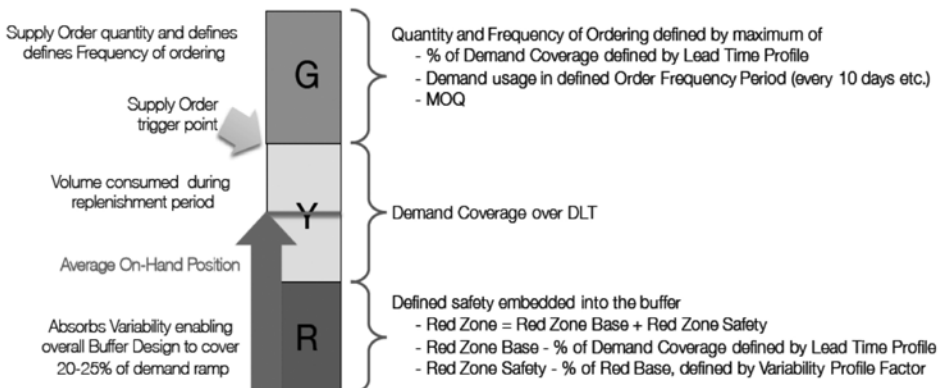 Supply Order quantity and defines
defines Frequency of ordering
G
Quantity and Frequency of Ordering defined by maximum of
- % of Demand Coverage defined by Lead Time Profile
- Demand usage in defined Order Frequency Period (every 10 days etc.)
- MOQ
Supply Order
trigger point
Volume consumed during
replenishment period
Y
Demand Coverage over DLT
Average On-Hand Position
Absorbs Variability enabling
overall Buffer Design to cover
20-25% of demand ramp
R
Defined safety embedded into the buffer
- Red Zone = Red Zone Base + Red Zone Safety
- Red Zone Base - % of Demand Coverage defined by Lead Time Profile
- Red Zone Safety - % of Red Base, defined by Variability Profile Factor